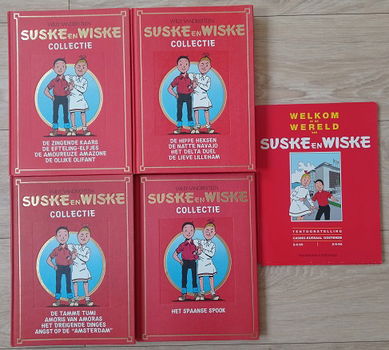 WILLY VANDERSTEEN
SUSKE EN WISKE
COLLECTIE
DE ZINGENDE KAARS
DE EFTELING-ELFJES
DE AMOUREUZE AMAZONE
DE OLIJKE OLIFANT
WILLY VANDERSTEEN
SUSKE EN WISKE
COLLECTIE
DE HIPPE HEKSEN
DE NATTE NAVAJO
HET DELTA DUEL
DE LIEVE LILLEHAM
WELKOM
WERELD
SUSKE EN WISKE
TENTOONSTELLING
WILLY VANDERSTEEN
SUSKE EN WISKE
COLLECTIE
DE TAMME TUMI
AMORIS VAN AMORAS
HET DREIGENDE DINGES
ANGST OP DE "AMSTERDAM"
WILLY VANDERSTEEN
SUSKE EN WISKE
COLLECTIE
HET SPAANSE SPOOK